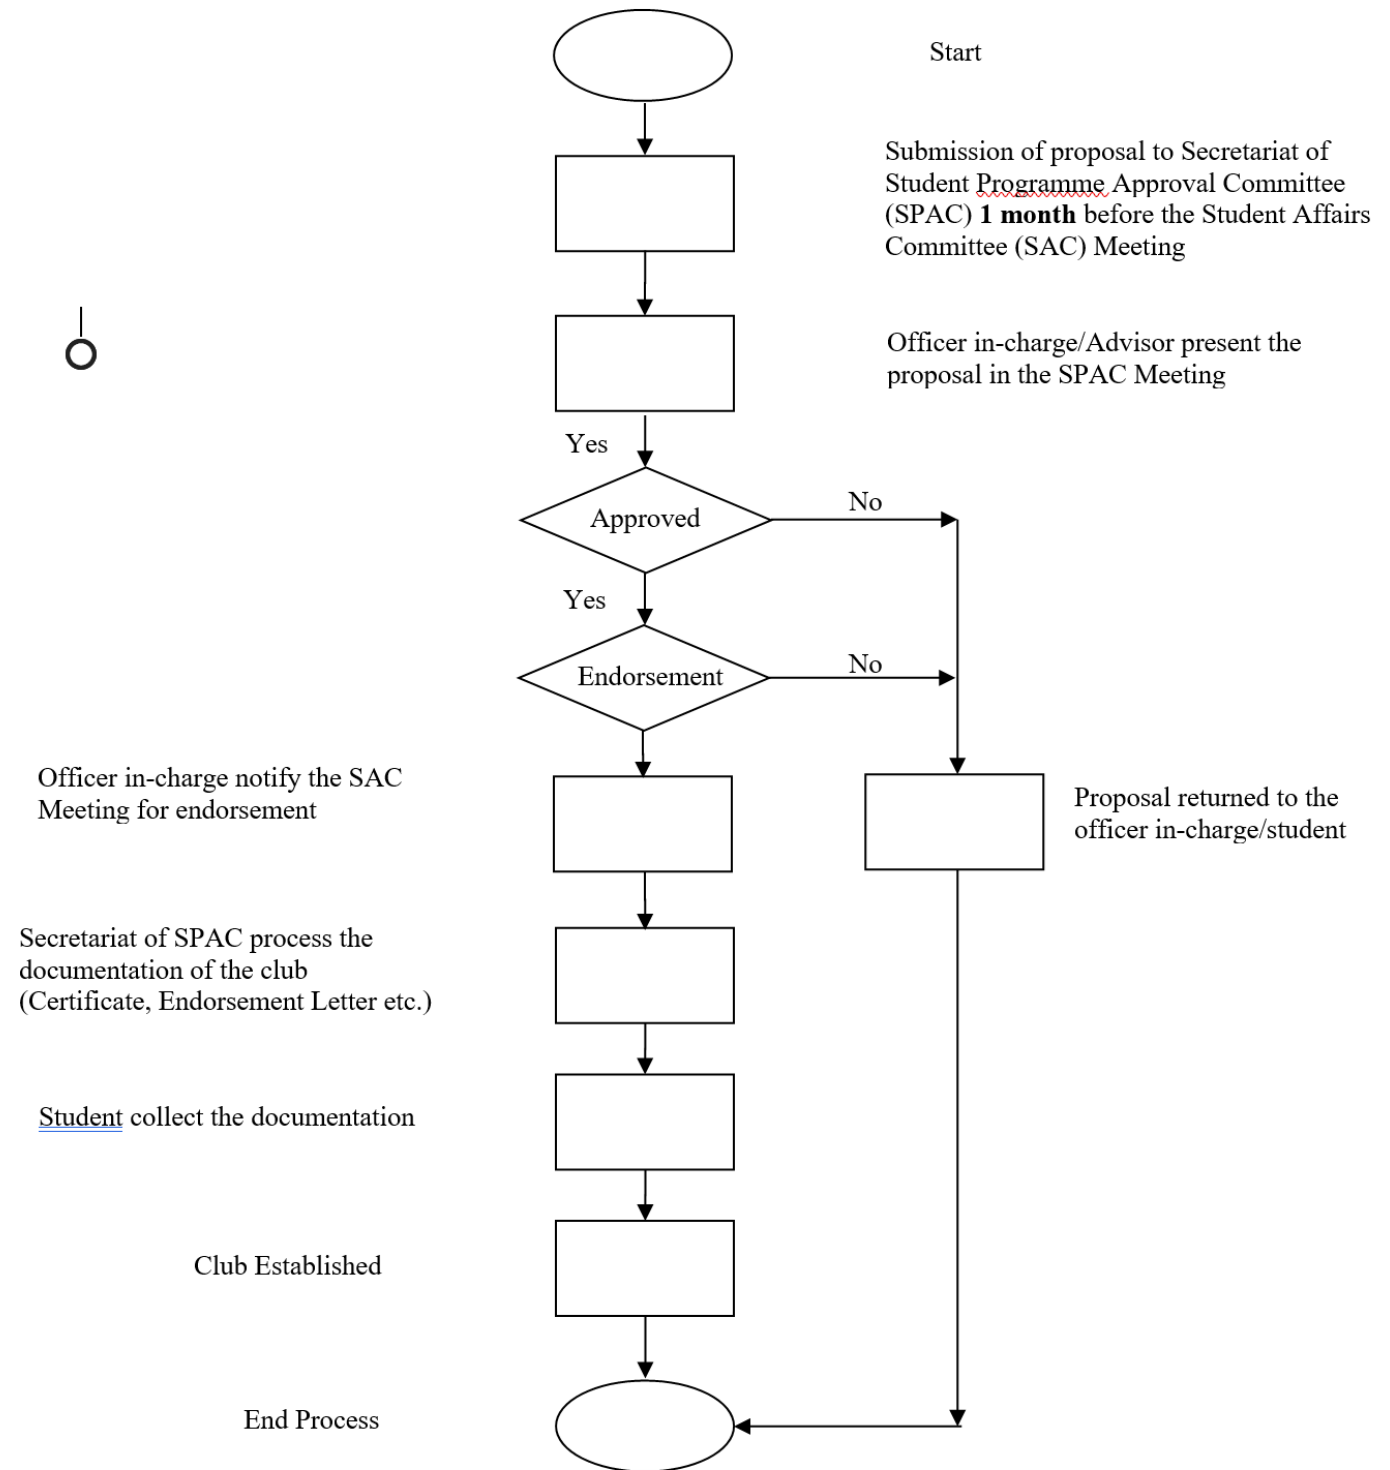 Start
Submission of proposal to Secretariat of
Student Programme Approval Committee
(SPAC) 1 month before the Student Affairs
Committee (SAC) Meeting
Officer in-charge/Advisor present the
proposal in the SPAC Meeting
Yes
Approved
No
Yes
Endorsement
No
Officer in-charge notify the SAC
Meeting for endorsement
Proposal returned to the
officer in-charge/student
Secretariat of SPAC process the
documentation of the club
(Certificate, Endorsement Letter etc.)
Student collect the documentation
Club Established
End Process